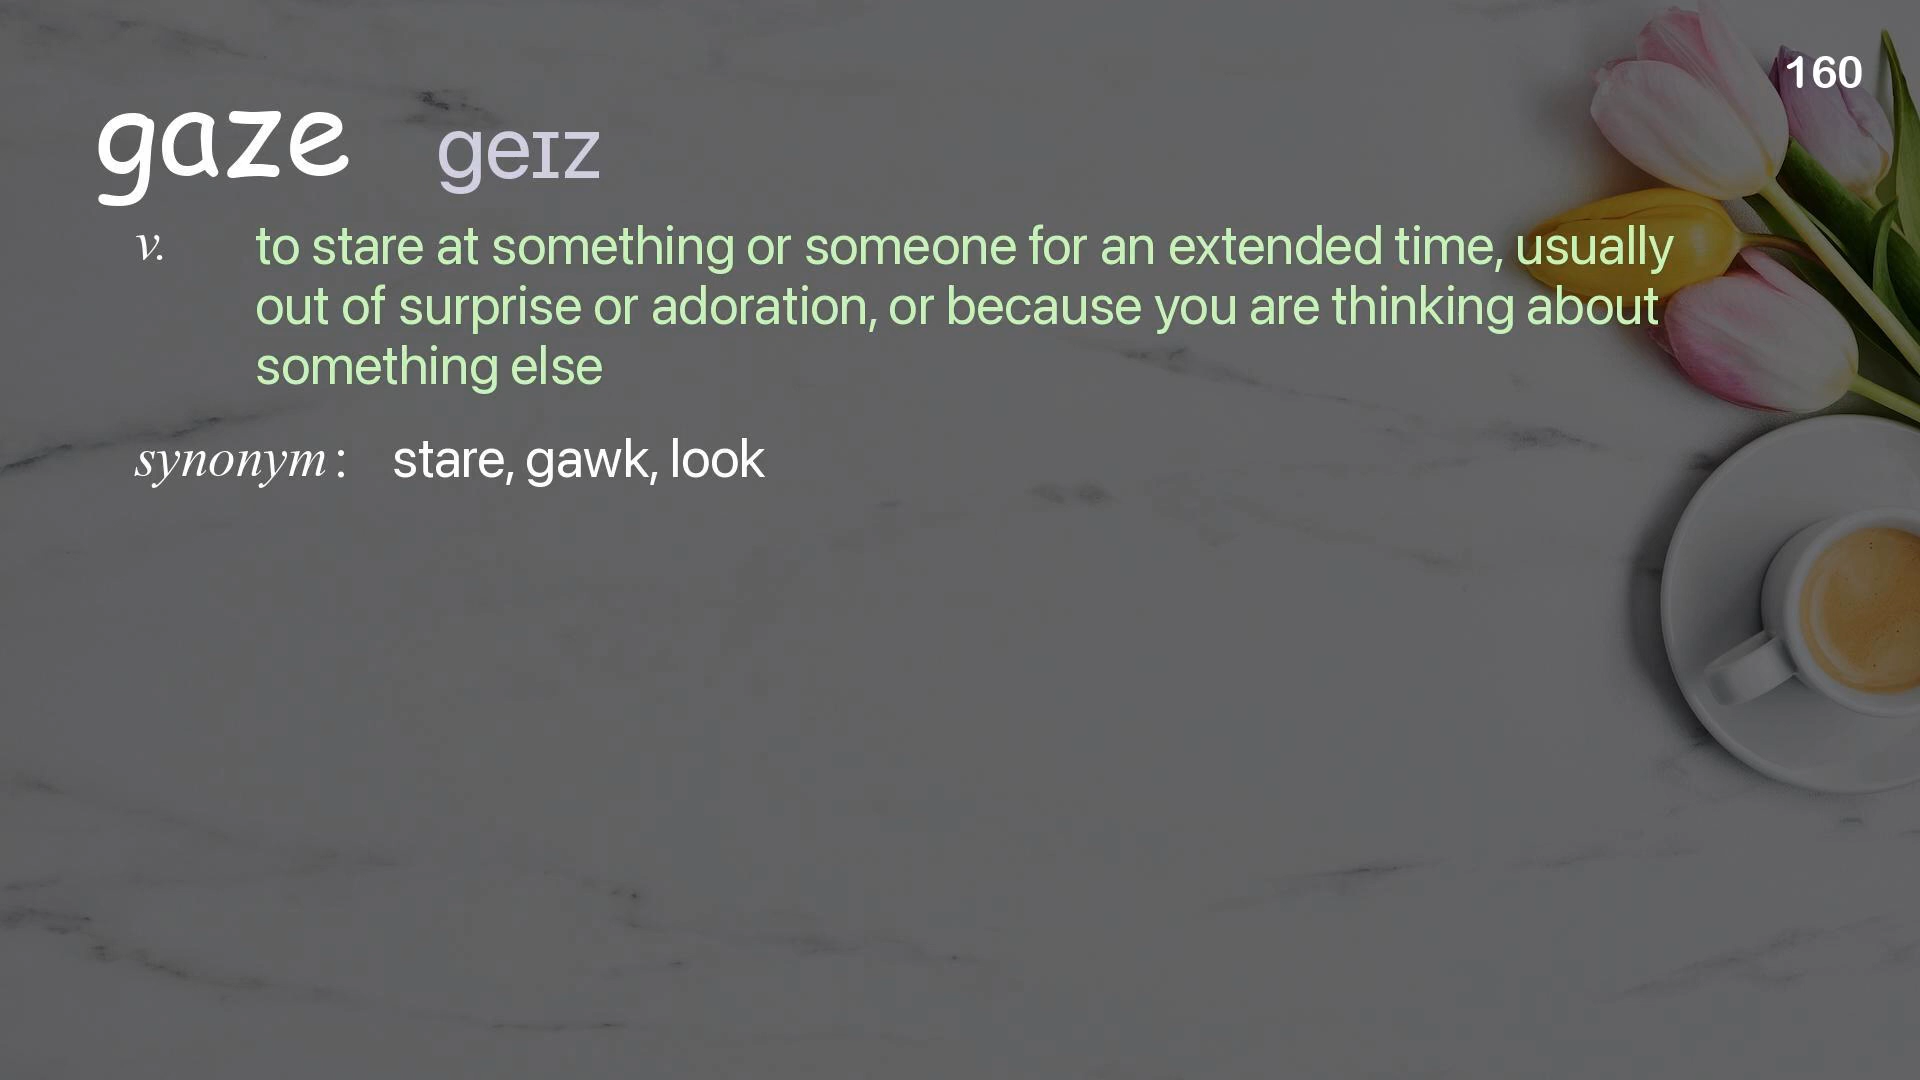 160
gaze geɪz
v. to stare at something or someone for an extended time, usually
out of surprise or adoration, or because you are thinking about
something else
synonym : stare, gawk, look